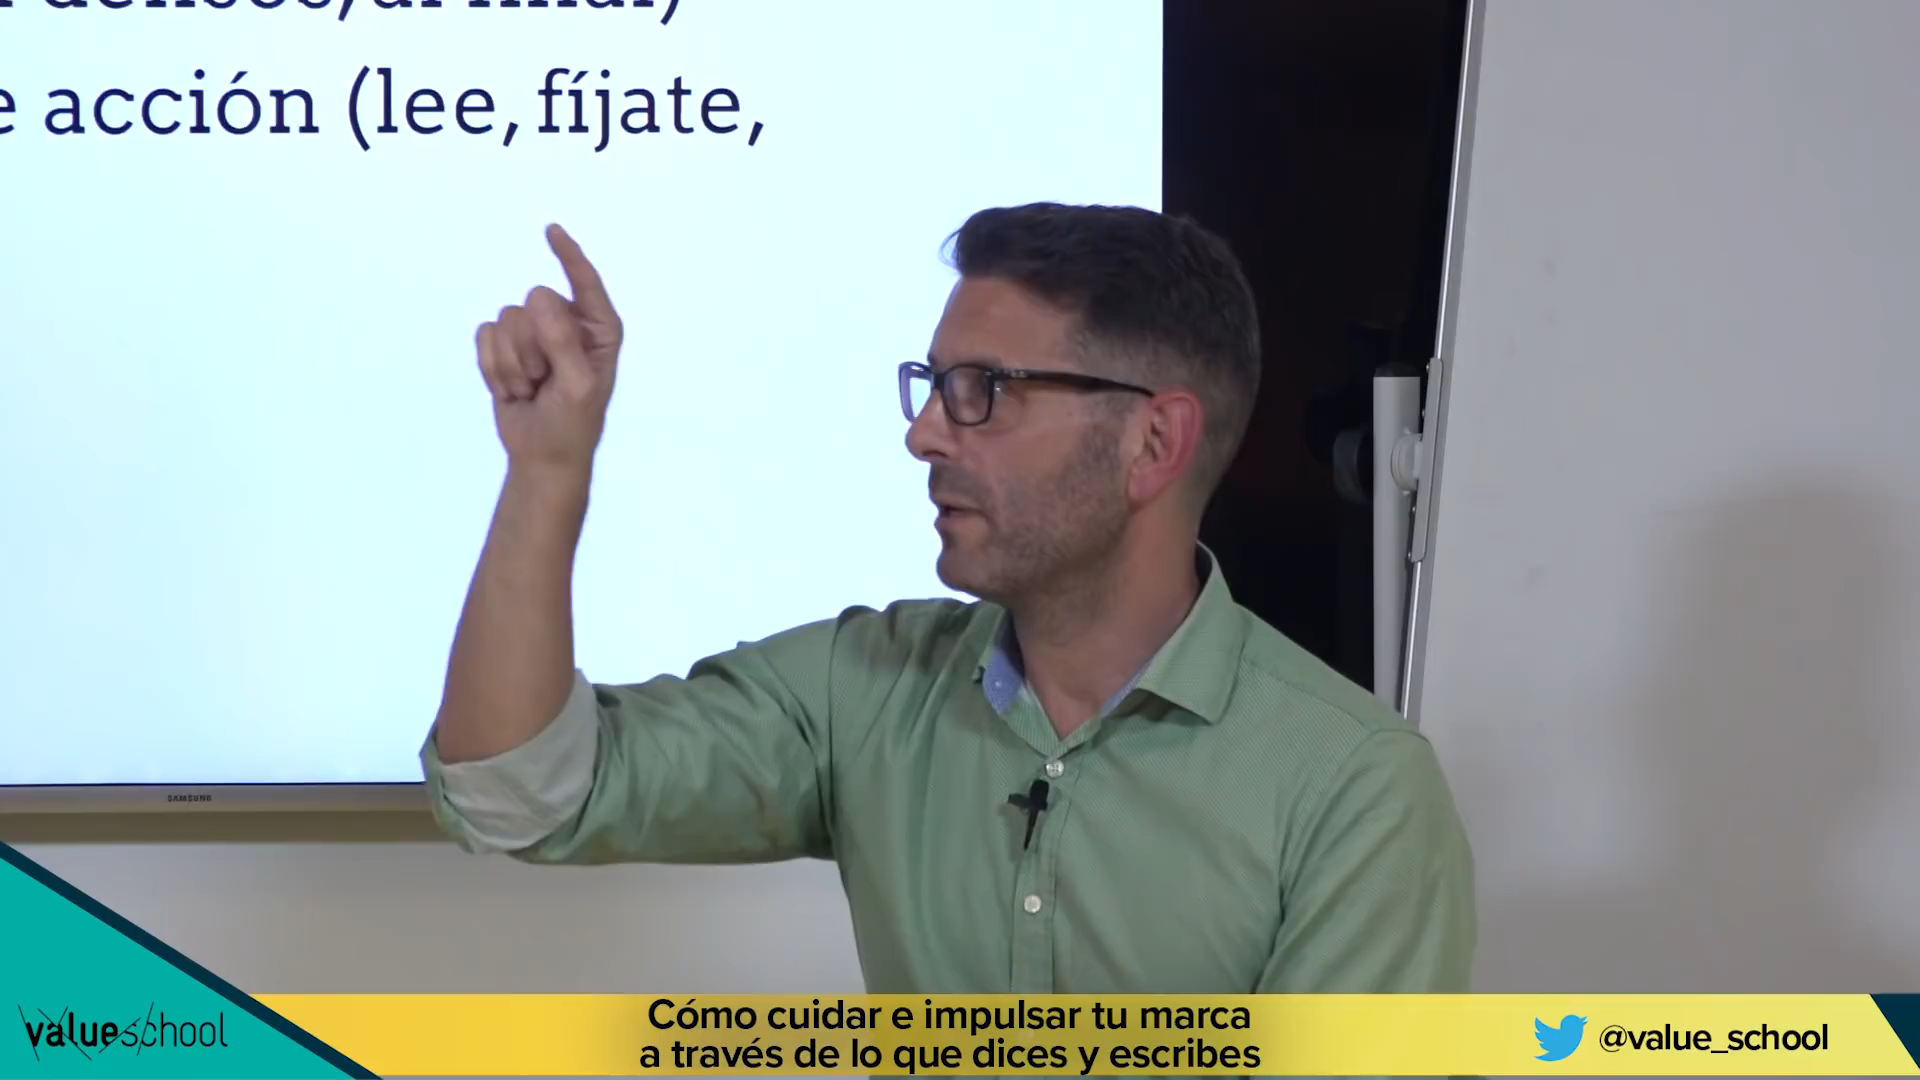 e acción (lee, fíjate,
SAMSUNG
valueschool
Cómo cuidar e impulsar tu marca
a través de lo que dices y escribes
@value_school